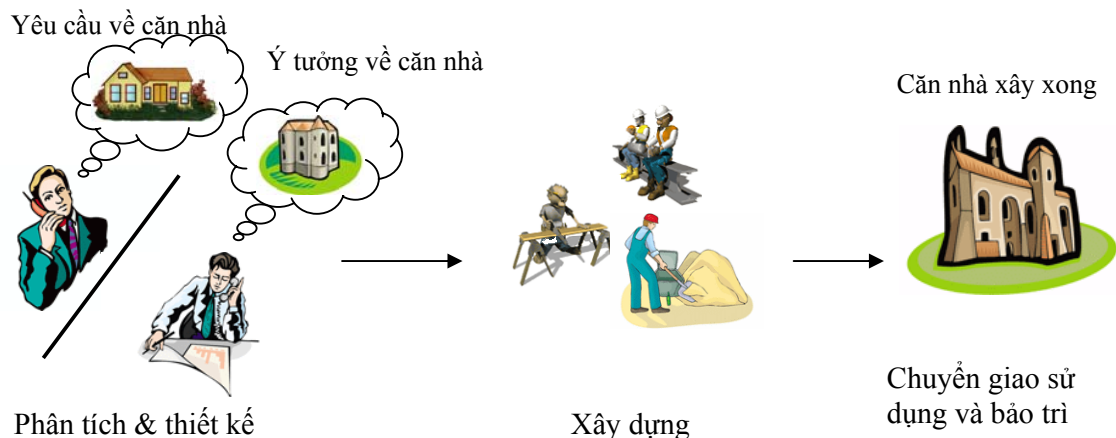 Yêu cầu về căn nhà
Ý tưởng về căn nhà
Căn nhà xây xong
Phân tích & thiết kế
Xây dựng
Chuyển giao sử
dụng và bảo trì